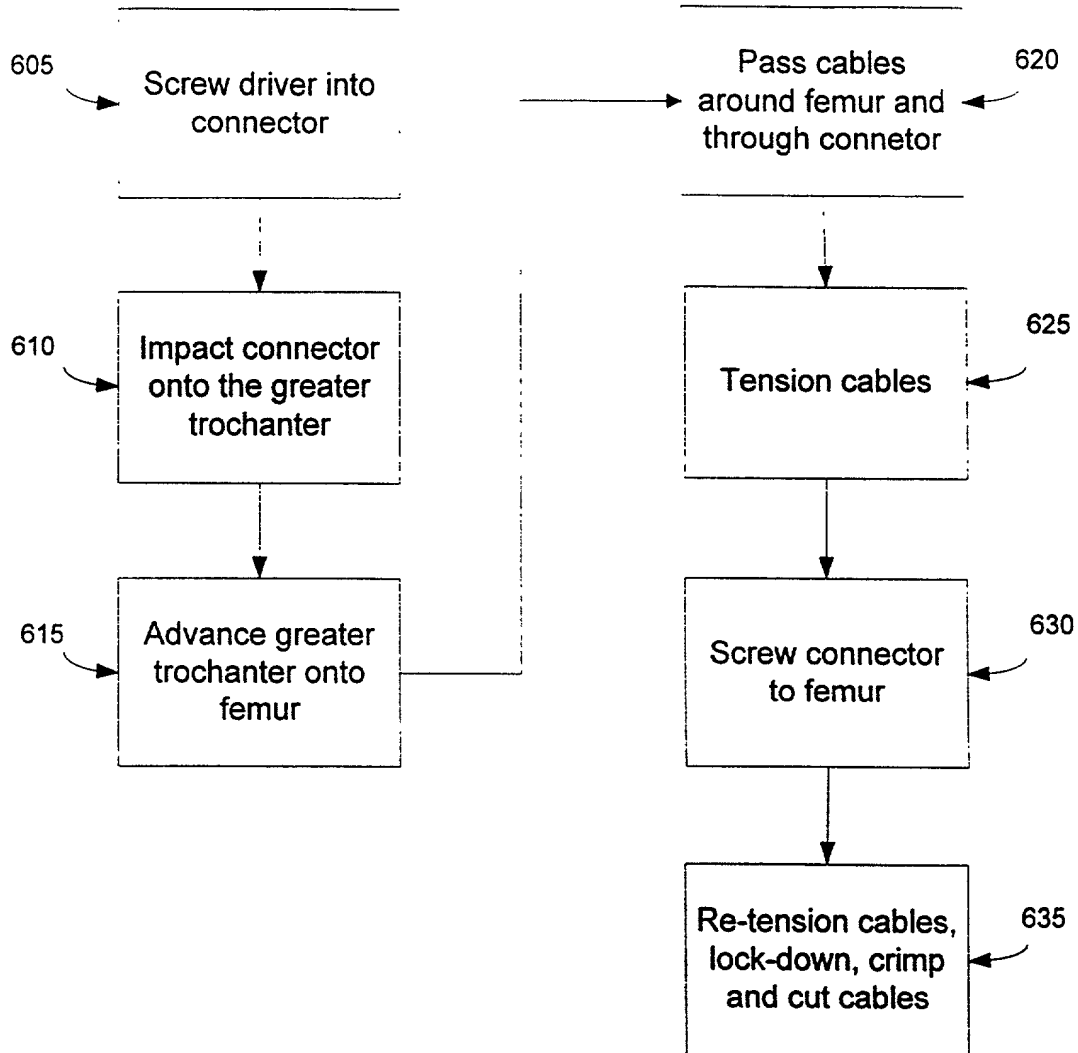 605
Screw driver into
connector
610
Impact connector
onto the greater
trochanter
615
Advance greater
trochanter onto
femur
620
Pass cables
around femur and
through connetor
625
Tension cables
630
Screw connector
to femur
635
Re-tension cables,
lock-down, crimp
and cut cables